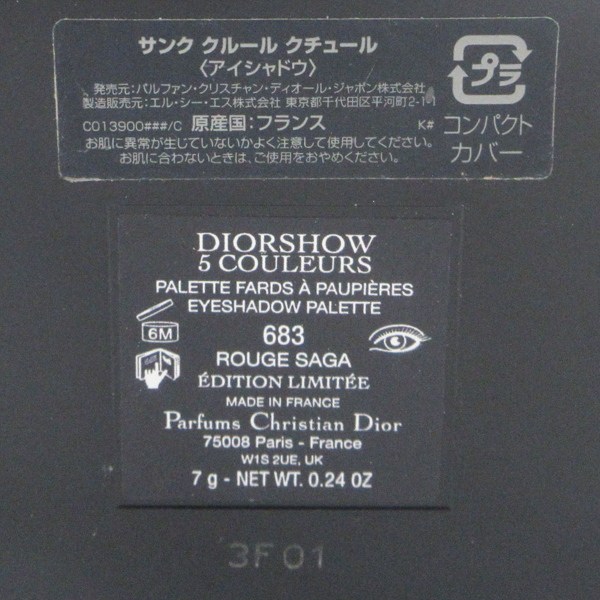 サンク クルール クチュール
〈アイシャドウ〉
発売元：パルファン・クリスチャン・ディオール・ジャポン株式会社
製造販売元：エル・シー・エス株式会社 東京都千代田区平河町2-1-1
C013900###/C 原産国：フランス K#
お肌に異常が生じていないかよく注意して使用してください。
お肌に合わないときは、ご使用をおやめください。
プラ
コンパクト
カバー
DIORSHOW
5 COULEURS
PALETTE FARDS À PAUPIÈRES
EYESHADOW PALETTE
6M
683
ROUGE SAGA
ÉDITION LIMITÉE
MADE IN FRANCE
Parfums Christian Dior
75008 Paris - France
W1S 2UE, UK
7 g - NET WT. 0.24 OZ
3F01